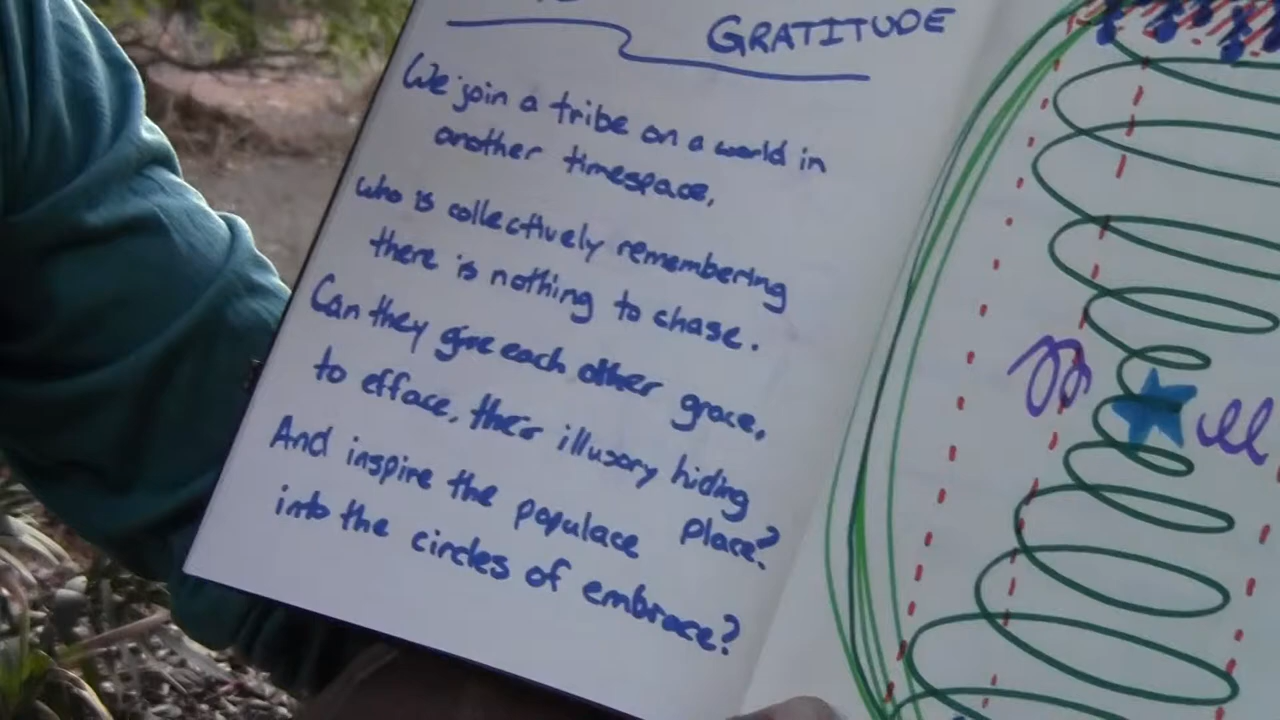 GRATITUDE
We join a tribe on a world in
another timespace,
who is collectively remembering
there is nothing to chase.
Can they give each other grace,
to efface, their illusory hiding
Place?
And inspire the populace
into the circles of embrace?